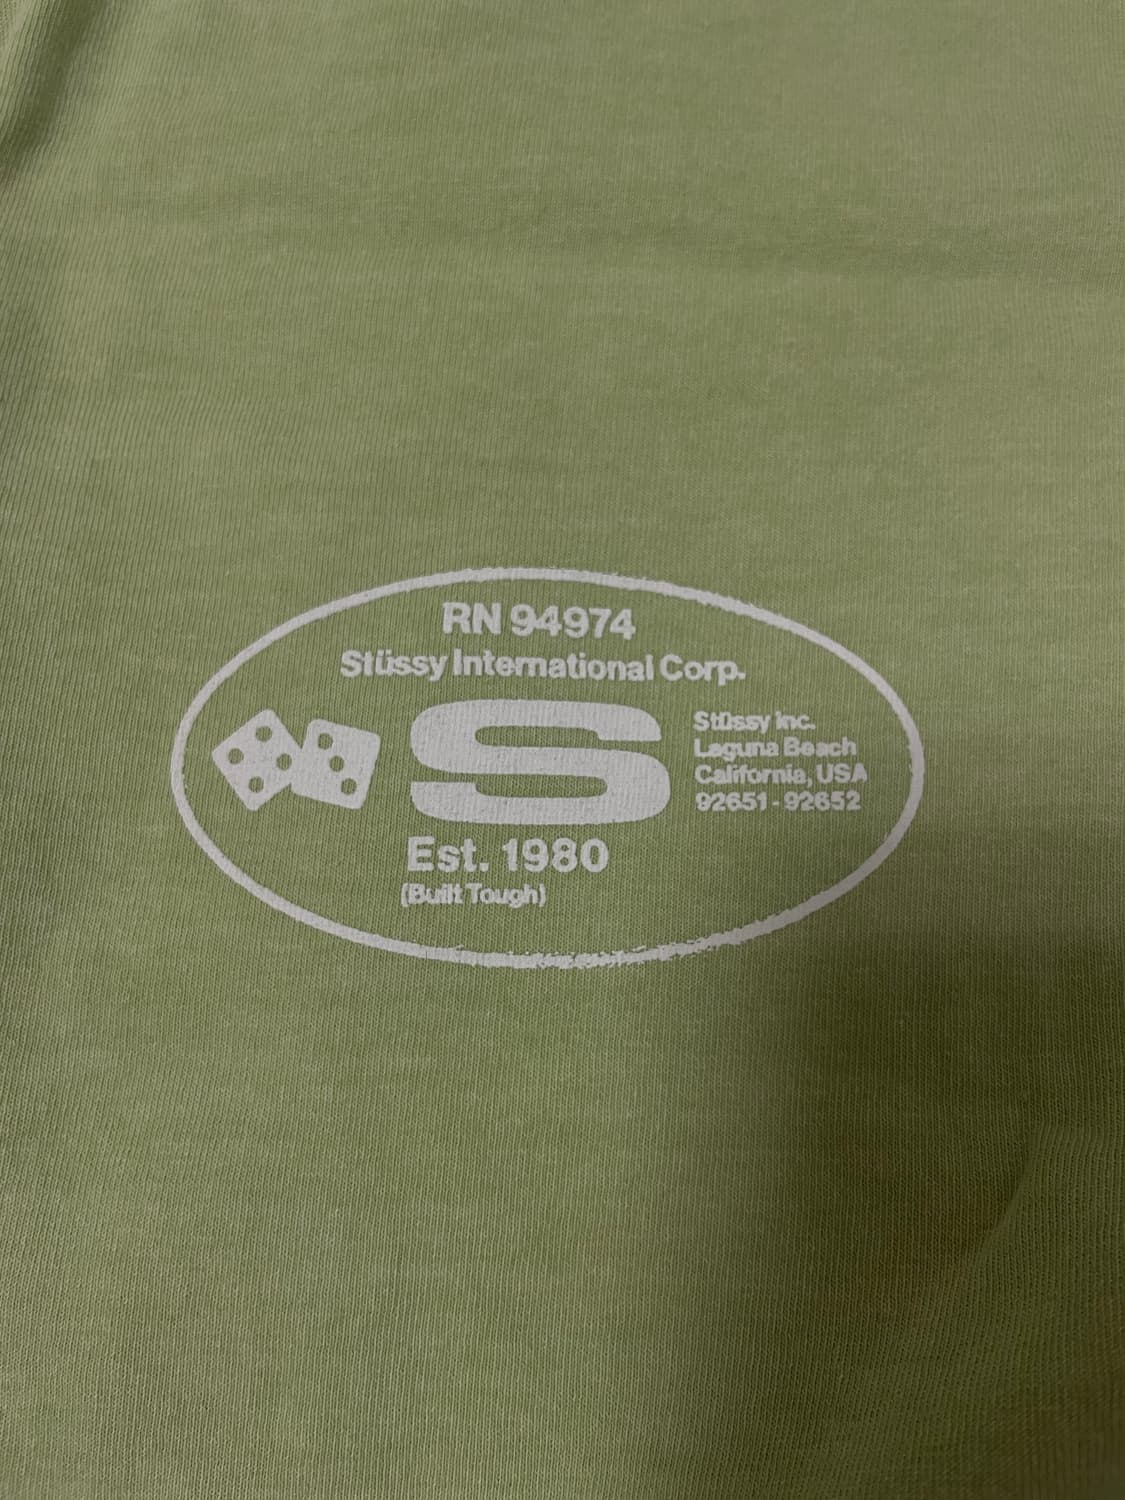 RN 94974
Stüssy International Corp.
S
Stüssy Inc.
Laguna Beach
California, USA
92651 - 92652
Est. 1980
(Built Tough)